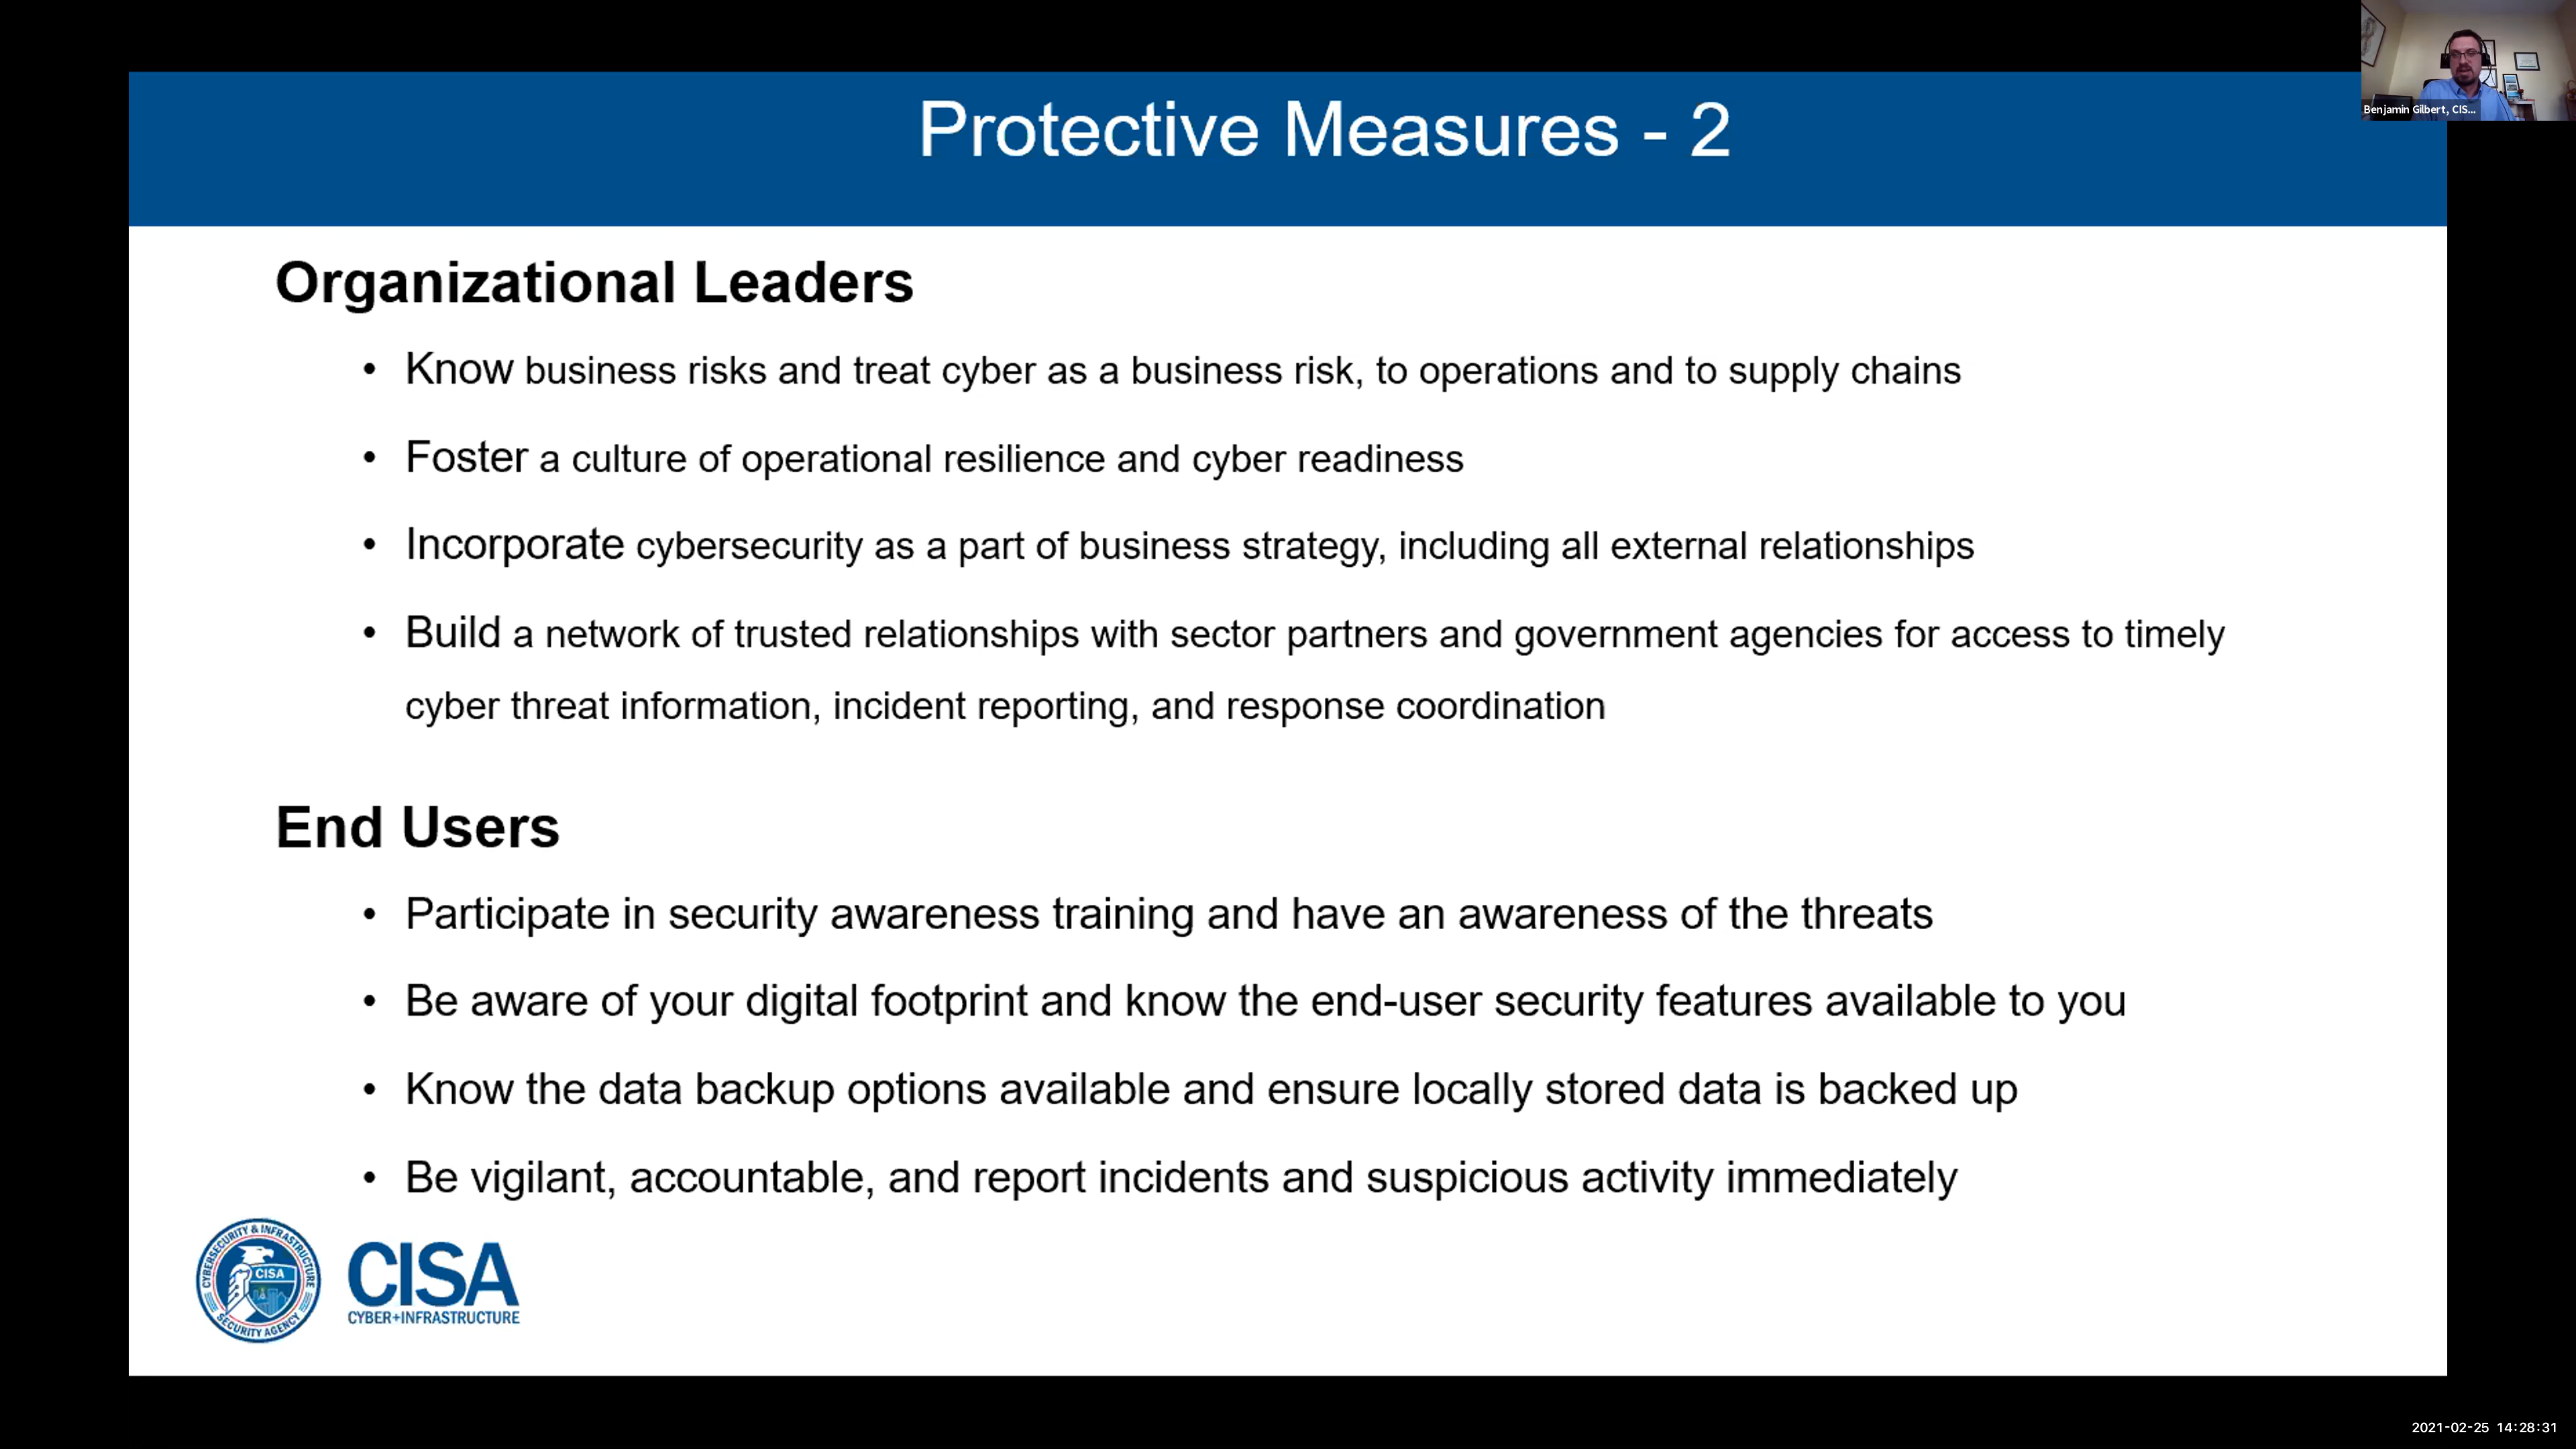 Protective Measures - 2
Benjamin Gilbert, CIS...
Organizational Leaders
• Know business risks and treat cyber as a business risk, to operations and to supply chains
• Foster a culture of operational resilience and cyber readiness
• Incorporate cybersecurity as a part of business strategy, including all external relationships
• Build a network of trusted relationships with sector partners and government agencies for access to timely
cyber threat information, incident reporting, and response coordination
End Users
• Participate in security awareness training and have an awareness of the threats
• Be aware of your digital footprint and know the end-user security features available to you
• Know the data backup options available and ensure locally stored data is backed up
• Be vigilant, accountable, and report incidents and suspicious activity immediately
CYBERSECURITY & INFRASTRUCTURE
SECURITY AGENCY
CISA
CISA
CYBER+INFRASTRUCTURE
2021-02-25 14:28:31